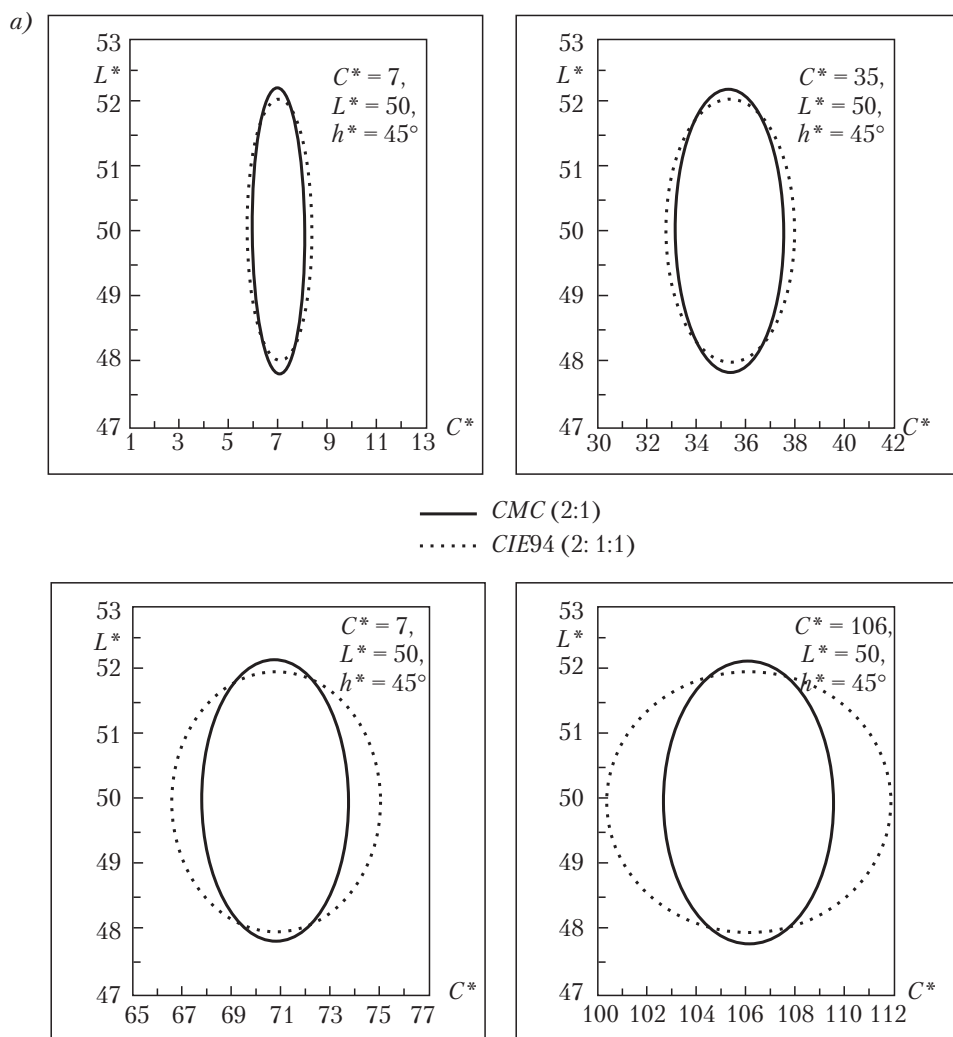 a)
53
L*
52
51
50
49
48
47
1 3 5 7 9 11 13 C*
C* = 7,
L* = 50,
h* = 45°
53
L*
52
51
50
49
48
47
30 32 34 36 38 40 42 C*
C* = 35,
L* = 50,
h* = 45°
CMC (2:1)
CIE94 (2: 1:1)
53
L*
52
51
50
49
48
47
65 67 69 71 73 75 77
C*
C* = 7,
L* = 50,
h* = 45°
53
L*
52
51
50
49
48
47
100 102 104 106 108 110 112
C*
C* = 106,
L* = 50,
h* = 45°